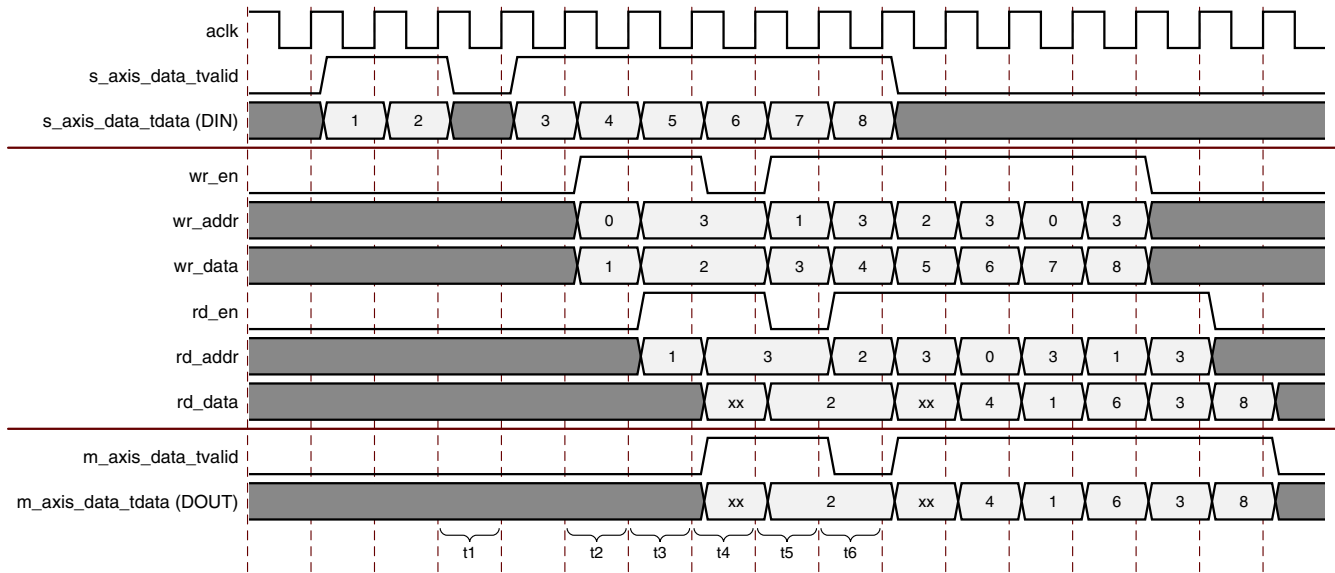 aclk
s_axis_data_tvalid
s_axis_data_tdata (DIN) 1 2 3 4 5 6 7 8
wr_en
wr_addr 0 3 1 3 2 3 0 3
wr_data 1 2 3 4 5 6 7 8
rd_en
rd_addr 1 3 2 3 0 3 1 3
rd_data xx 2 xx 4 1 6 3 8
m_axis_data_tvalid
m_axis_data_tdata (DOUT) xx 2 xx 4 1 6 3 8
t1 t2 t3 t4 t5 t6